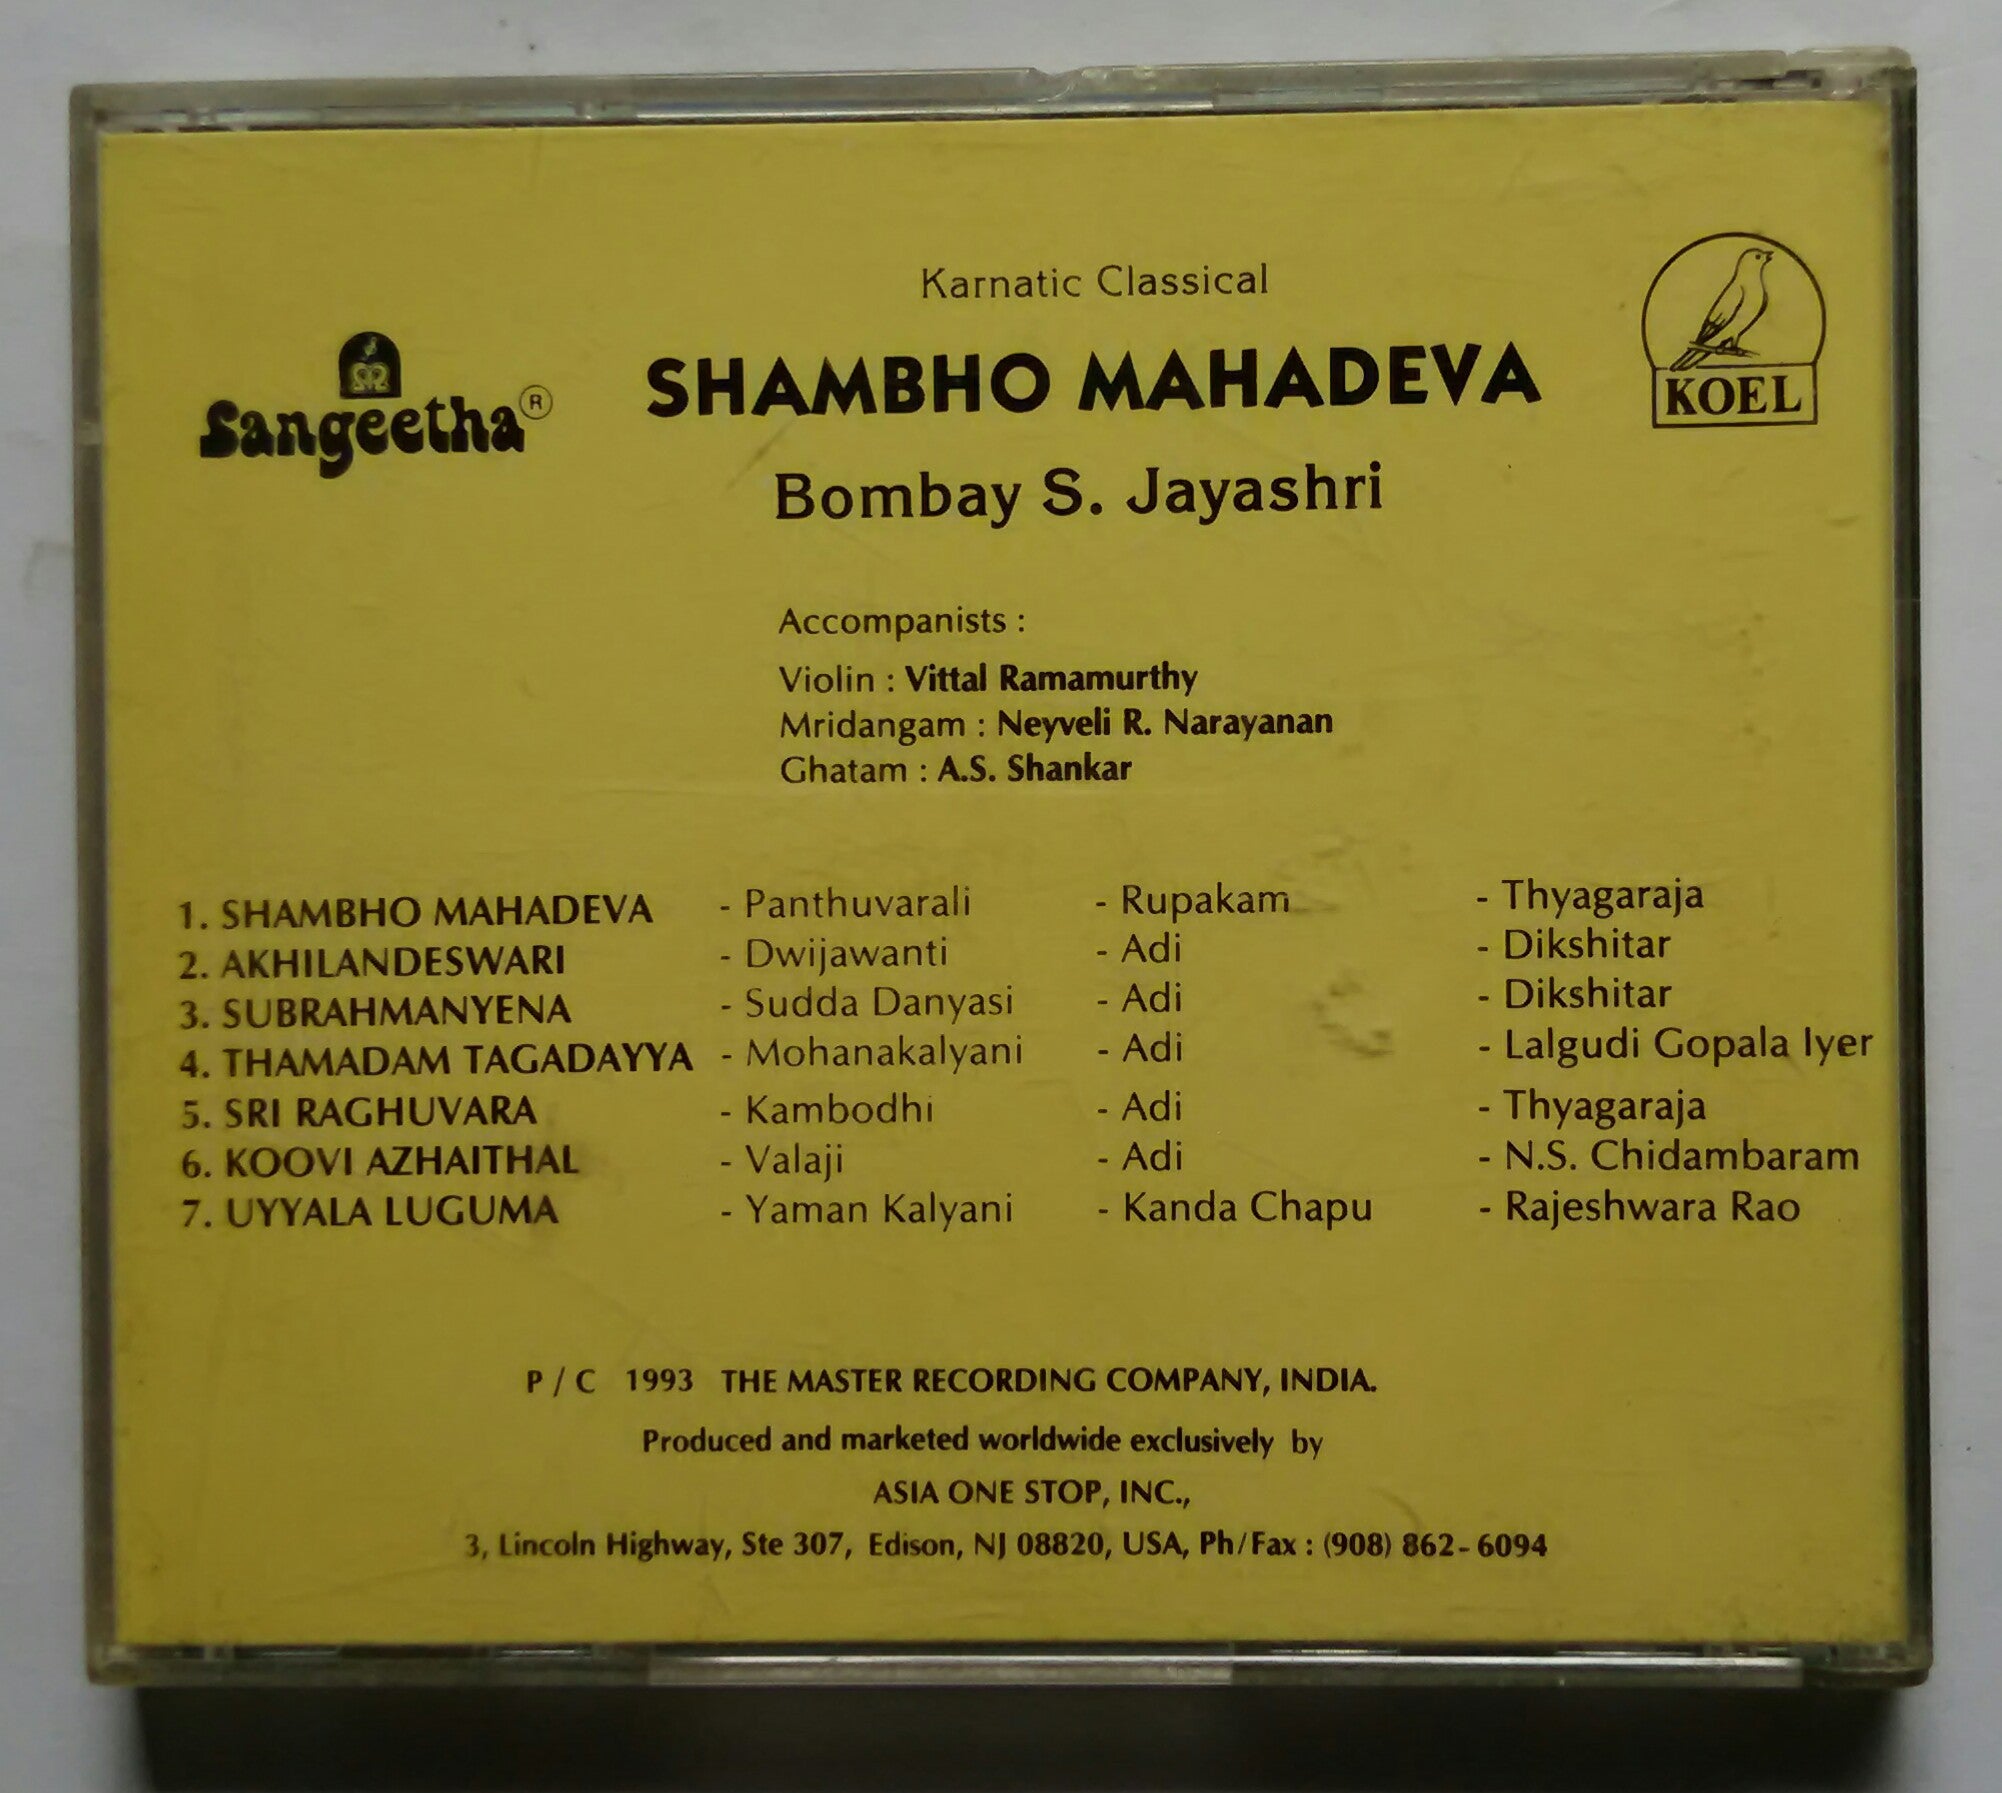 Karnatic Classical
Sangeetha®
SHAMBHO MAHADEVA
KOEL
Bombay S. Jayashri
Accompanists :
Violin : Vittal Ramamurthy
Mridangam : Neyveli R. Narayanan
Ghatam : A.S. Shankar
1. SHAMBHO MAHADEVA - Panthuvarali - Rupakam - Thyagaraja
2. AKHILANDESWARI - Dwijawanti - Adi - Dikshitar
3. SUBRAHMANYENA - Sudda Danyasi - Adi - Dikshitar
4. THAMADAM TAGADAYYA - Mohanakalyani - Adi - Lalgudi Gopala Iyer
5. SRI RAGHUVARA - Kambodhi - Adi - Thyagaraja
6. KOOVI AZHAITHAL - Valaji - Adi - N.S. Chidambaram
7. UYYALA LUGUMA - Yaman Kalyani - Kanda Chapu - Rajeshwara Rao
P / C 1993 THE MASTER RECORDING COMPANY, INDIA.
Produced and marketed worldwide exclusively by
ASIA ONE STOP, INC.,
3, Lincoln Highway, Ste 307, Edison, NJ 08820, USA, Ph/Fax : (908) 862-6094